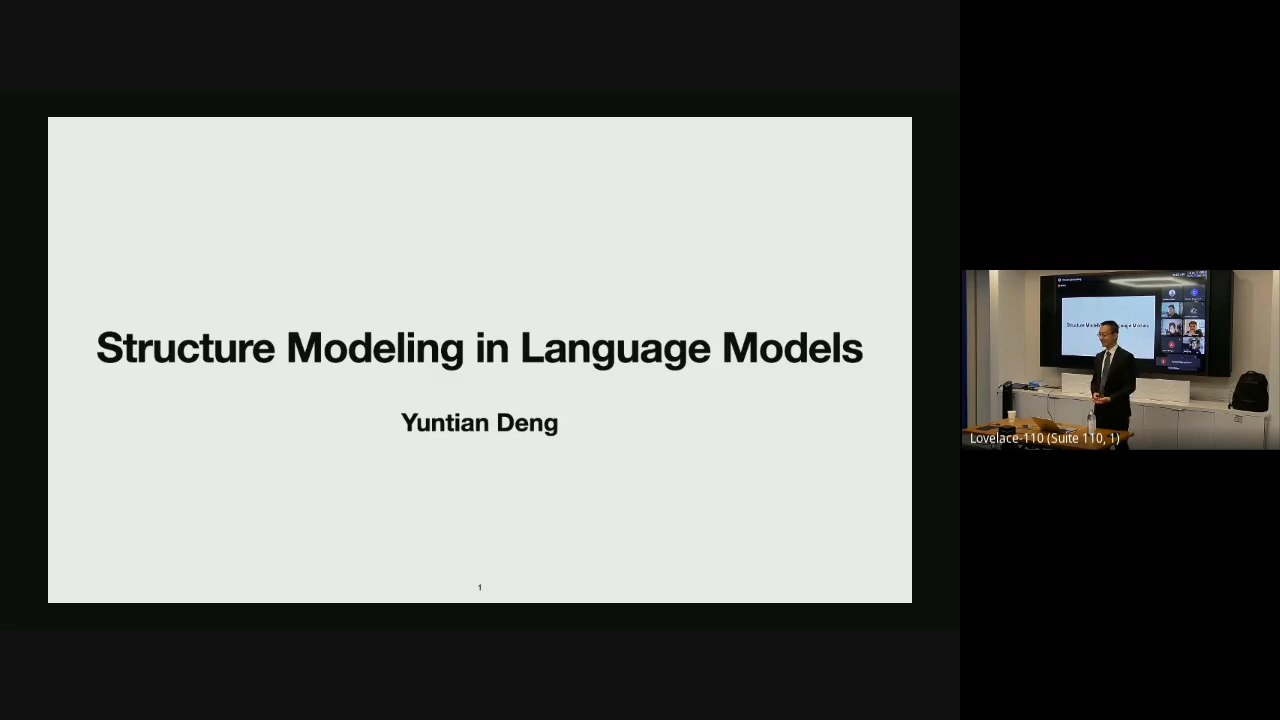 Structure Modeling in Language Models
Yuntian Deng
1
Lovelace-110 (Suite 110, 1)